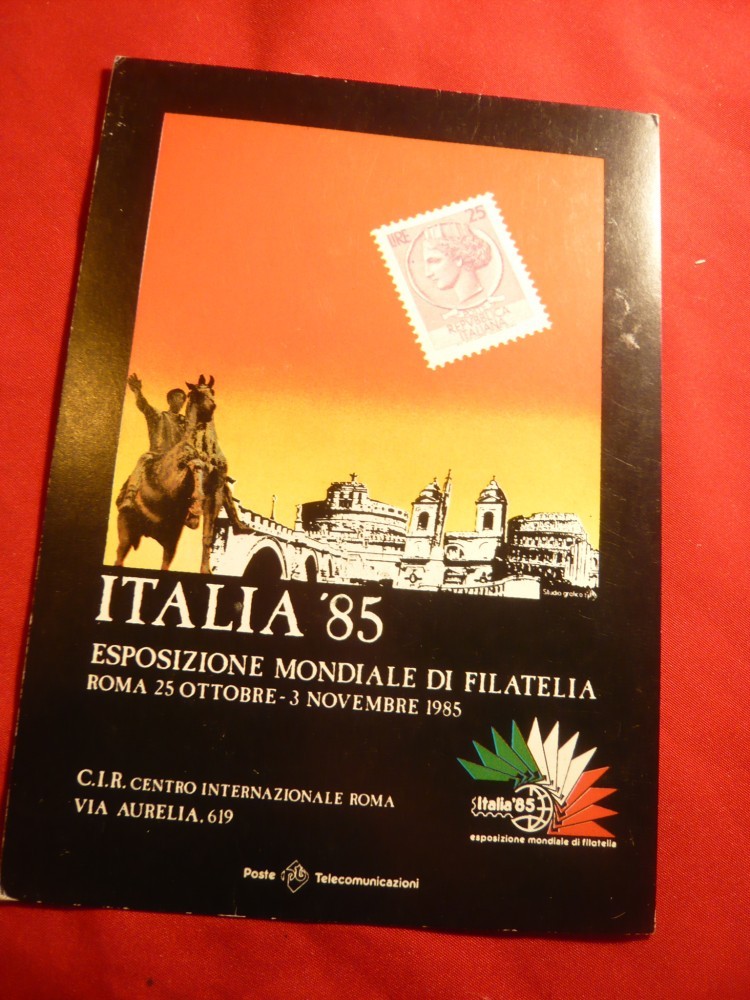 LIRE 25
REPVBBLICA
ITALIANA
Studio grafico
ITALIA '85
ESPOSIZIONE MONDIALE DI FILATELIA
ROMA 25 OTTOBRE - 3 NOVEMBRE 1985
C.I.R. CENTRO INTERNAZIONALE ROMA
VIA AURELIA, 619
Italia'85
esposizione mondiale di filatelia
Poste Telecomunicazioni